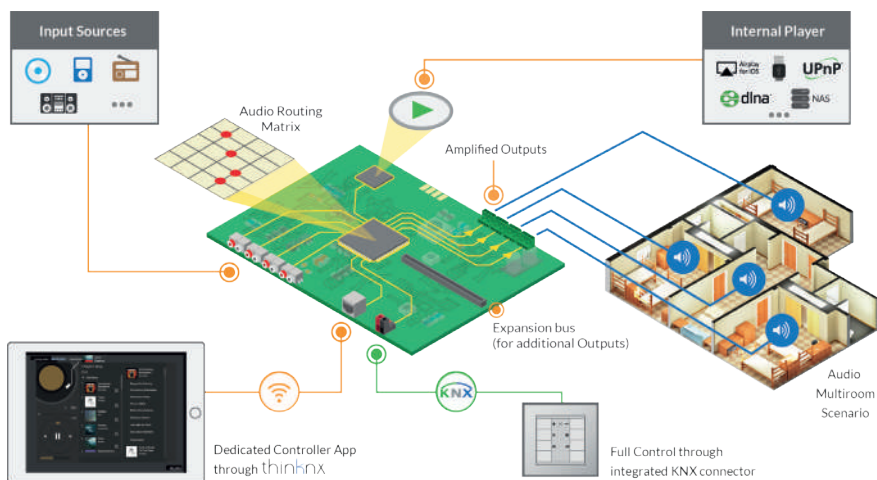 Input Sources
Internal Player
Airplay
for iOS
UPnP
dlna
NAS
Audio Routing
Matrix
Amplified Outputs
Expansion bus
(for additional Outputs)
Audio
Multiroom
Scenario
KNX
Dedicated Controller App
through thinknx
Full Control through
integrated KNX connector